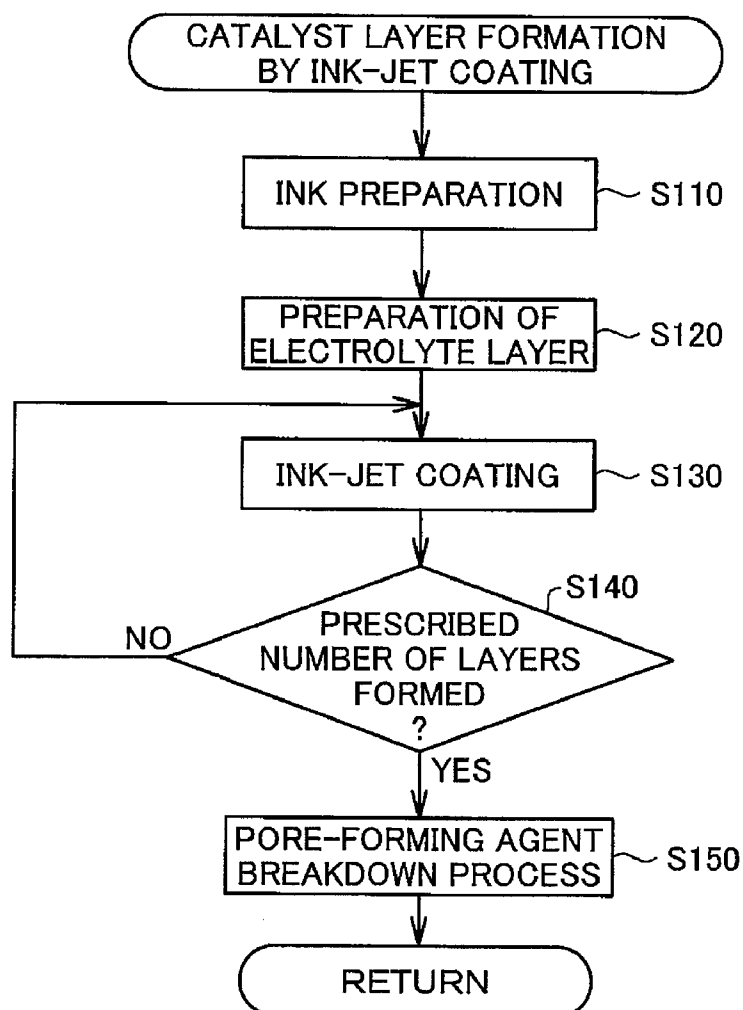 CATALYST LAYER FORMATION
BY INK-JET COATING
INK PREPARATION
S110
PREPARATION OF
ELECTROLYTE LAYER
S120
INK-JET COATING
S130
S140
PRESCRIBED
NUMBER OF LAYERS
FORMED
?
NO
YES
PORE-FORMING AGENT
BREAKDOWN PROCESS
S150
RETURN